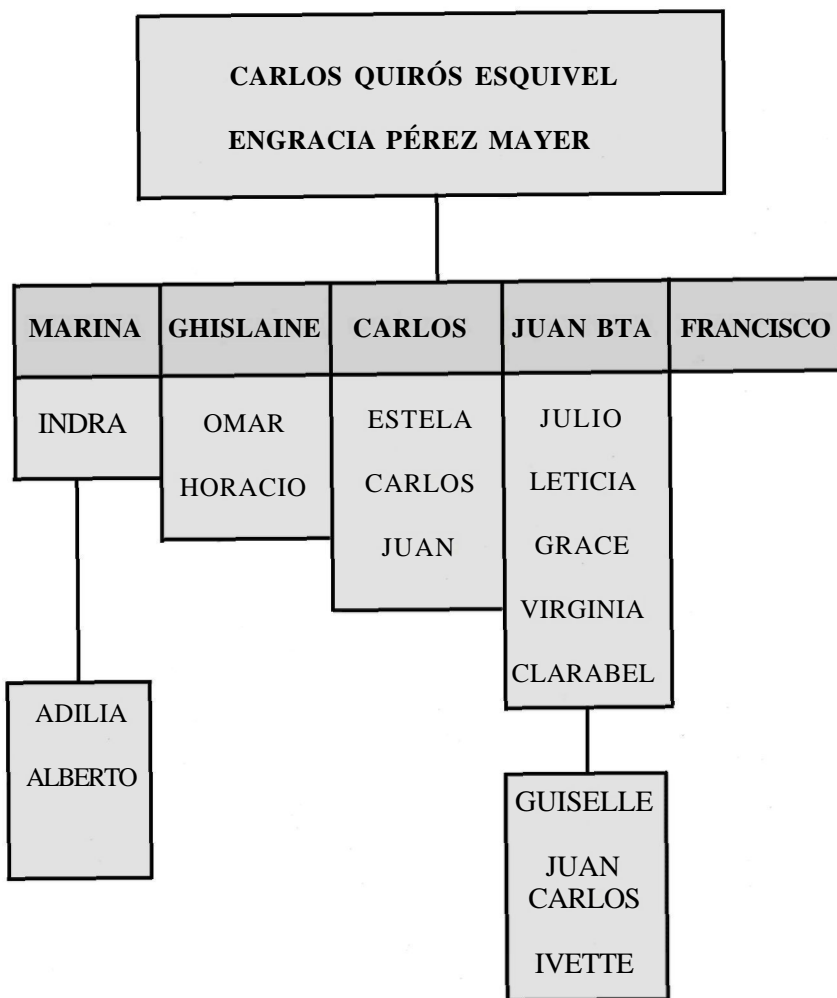 CARLOS QUIRÓS ESQUIVEL
ENGRACIA PÉREZ MAYER
MARINA
GHISLAINE
CARLOS
JUAN BTA
FRANCISCO
INDRA
OMAR
HORACIO
ESTELA
CARLOS
JUAN
JULIO
LETICIA
GRACE
VIRGINIA
CLARABEL
ADILIA
ALBERTO
GUISELLE
JUAN
CARLOS
IVETTE